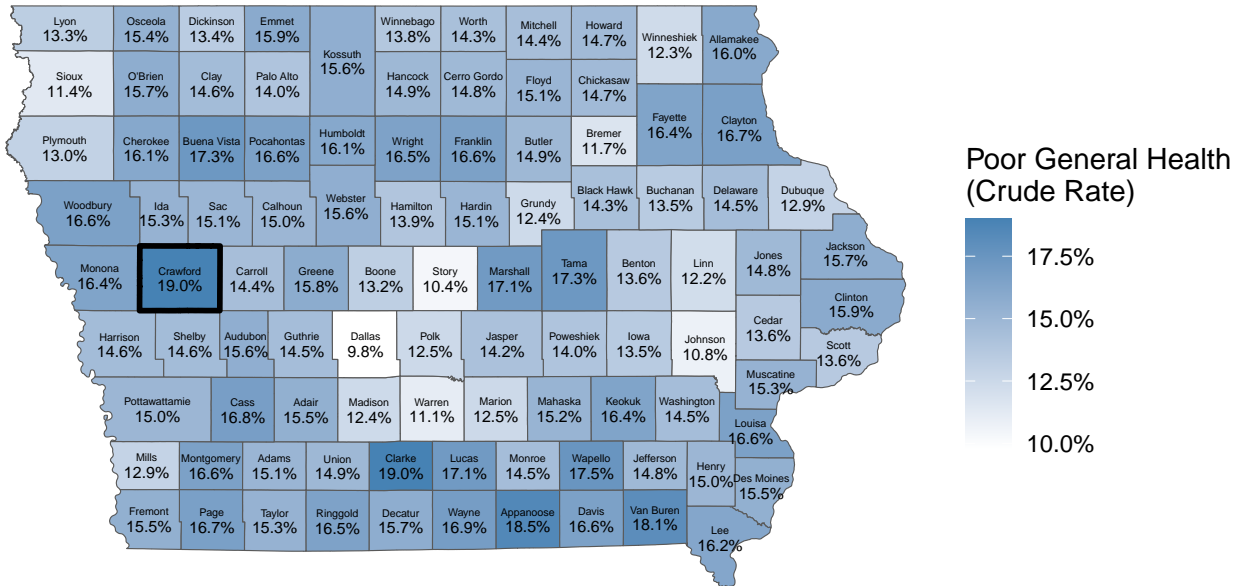 Lyon
13.3%
Osceola
15.4%
Dickinson
13.4%
Emmet
15.9%
Kossuth
15.6%
Winnebago
13.8%
Worth
14.3%
Mitchell
14.4%
Howard
14.7%
Winneshiek
12.3%
Allamakee
16.0%
Sioux
11.4%
O'Brien
15.7%
Clay
14.6%
Palo Alto
14.0%
Hancock
14.9%
Cerro Gordo
14.8%
Floyd
15.1%
Chickasaw
14.7%
Fayette
16.4%
Clayton
16.7%
Plymouth
13.0%
Cherokee
16.1%
Buena Vista
17.3%
Pocahontas
16.6%
Humboldt
16.1%
Wright
16.5%
Franklin
16.6%
Butler
14.9%
Bremer
11.7%
Woodbury
16.6%
Ida
15.3%
Sac
15.1%
Calhoun
15.0%
Webster
15.6%
Hamilton
13.9%
Hardin
15.1%
Grundy
12.4%
Black Hawk
14.3%
Buchanan
13.5%
Delaware
14.5%
Dubuque
12.9%
Monona
16.4%
Crawford
19.0%
Carroll
14.4%
Greene
15.8%
Boone
13.2%
Story
10.4%
Marshall
17.1%
Tama
17.3%
Benton
13.6%
Linn
12.2%
Jones
14.8%
Jackson
15.7%
Clinton
15.9%
Harrison
14.6%
Shelby
14.6%
Audubon
15.6%
Guthrie
14.5%
Dallas
9.8%
Polk
12.5%
Jasper
14.2%
Poweshiek
14.0%
Iowa
13.5%
Johnson
10.8%
Cedar
13.6%
Scott
13.6%
Muscatine
15.3%
Pottawattamie
15.0%
Cass
16.8%
Adair
15.5%
Madison
12.4%
Warren
11.1%
Marion
12.5%
Mahaska
15.2%
Keokuk
16.4%
Washington
14.5%
Louisa
16.6%
Mills
12.9%
Montgomery
16.6%
Adams
15.1%
Union
14.9%
Clarke
19.0%
Lucas
17.1%
Monroe
14.5%
Wapello
17.5%
Jefferson
14.8%
Henry
15.0%
Des Moines
15.5%
Fremont
15.5%
Page
16.7%
Taylor
15.3%
Ringgold
16.5%
Decatur
15.7%
Wayne
16.9%
Appanoose
18.5%
Davis
16.6%
Van Buren
18.1%
Lee
16.2%
Poor General Health
(Crude Rate)
17.5%
15.0%
12.5%
10.0%